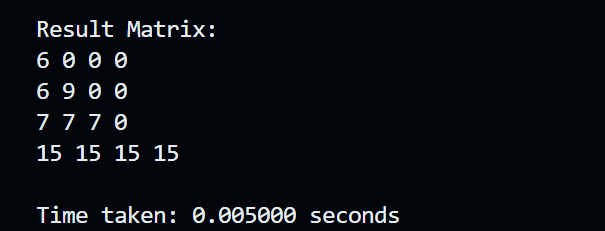 Result Matrix:
6 0 0 0
6 9 0 0
7 7 7 0
15 15 15 15
Time taken: 0.005000 seconds